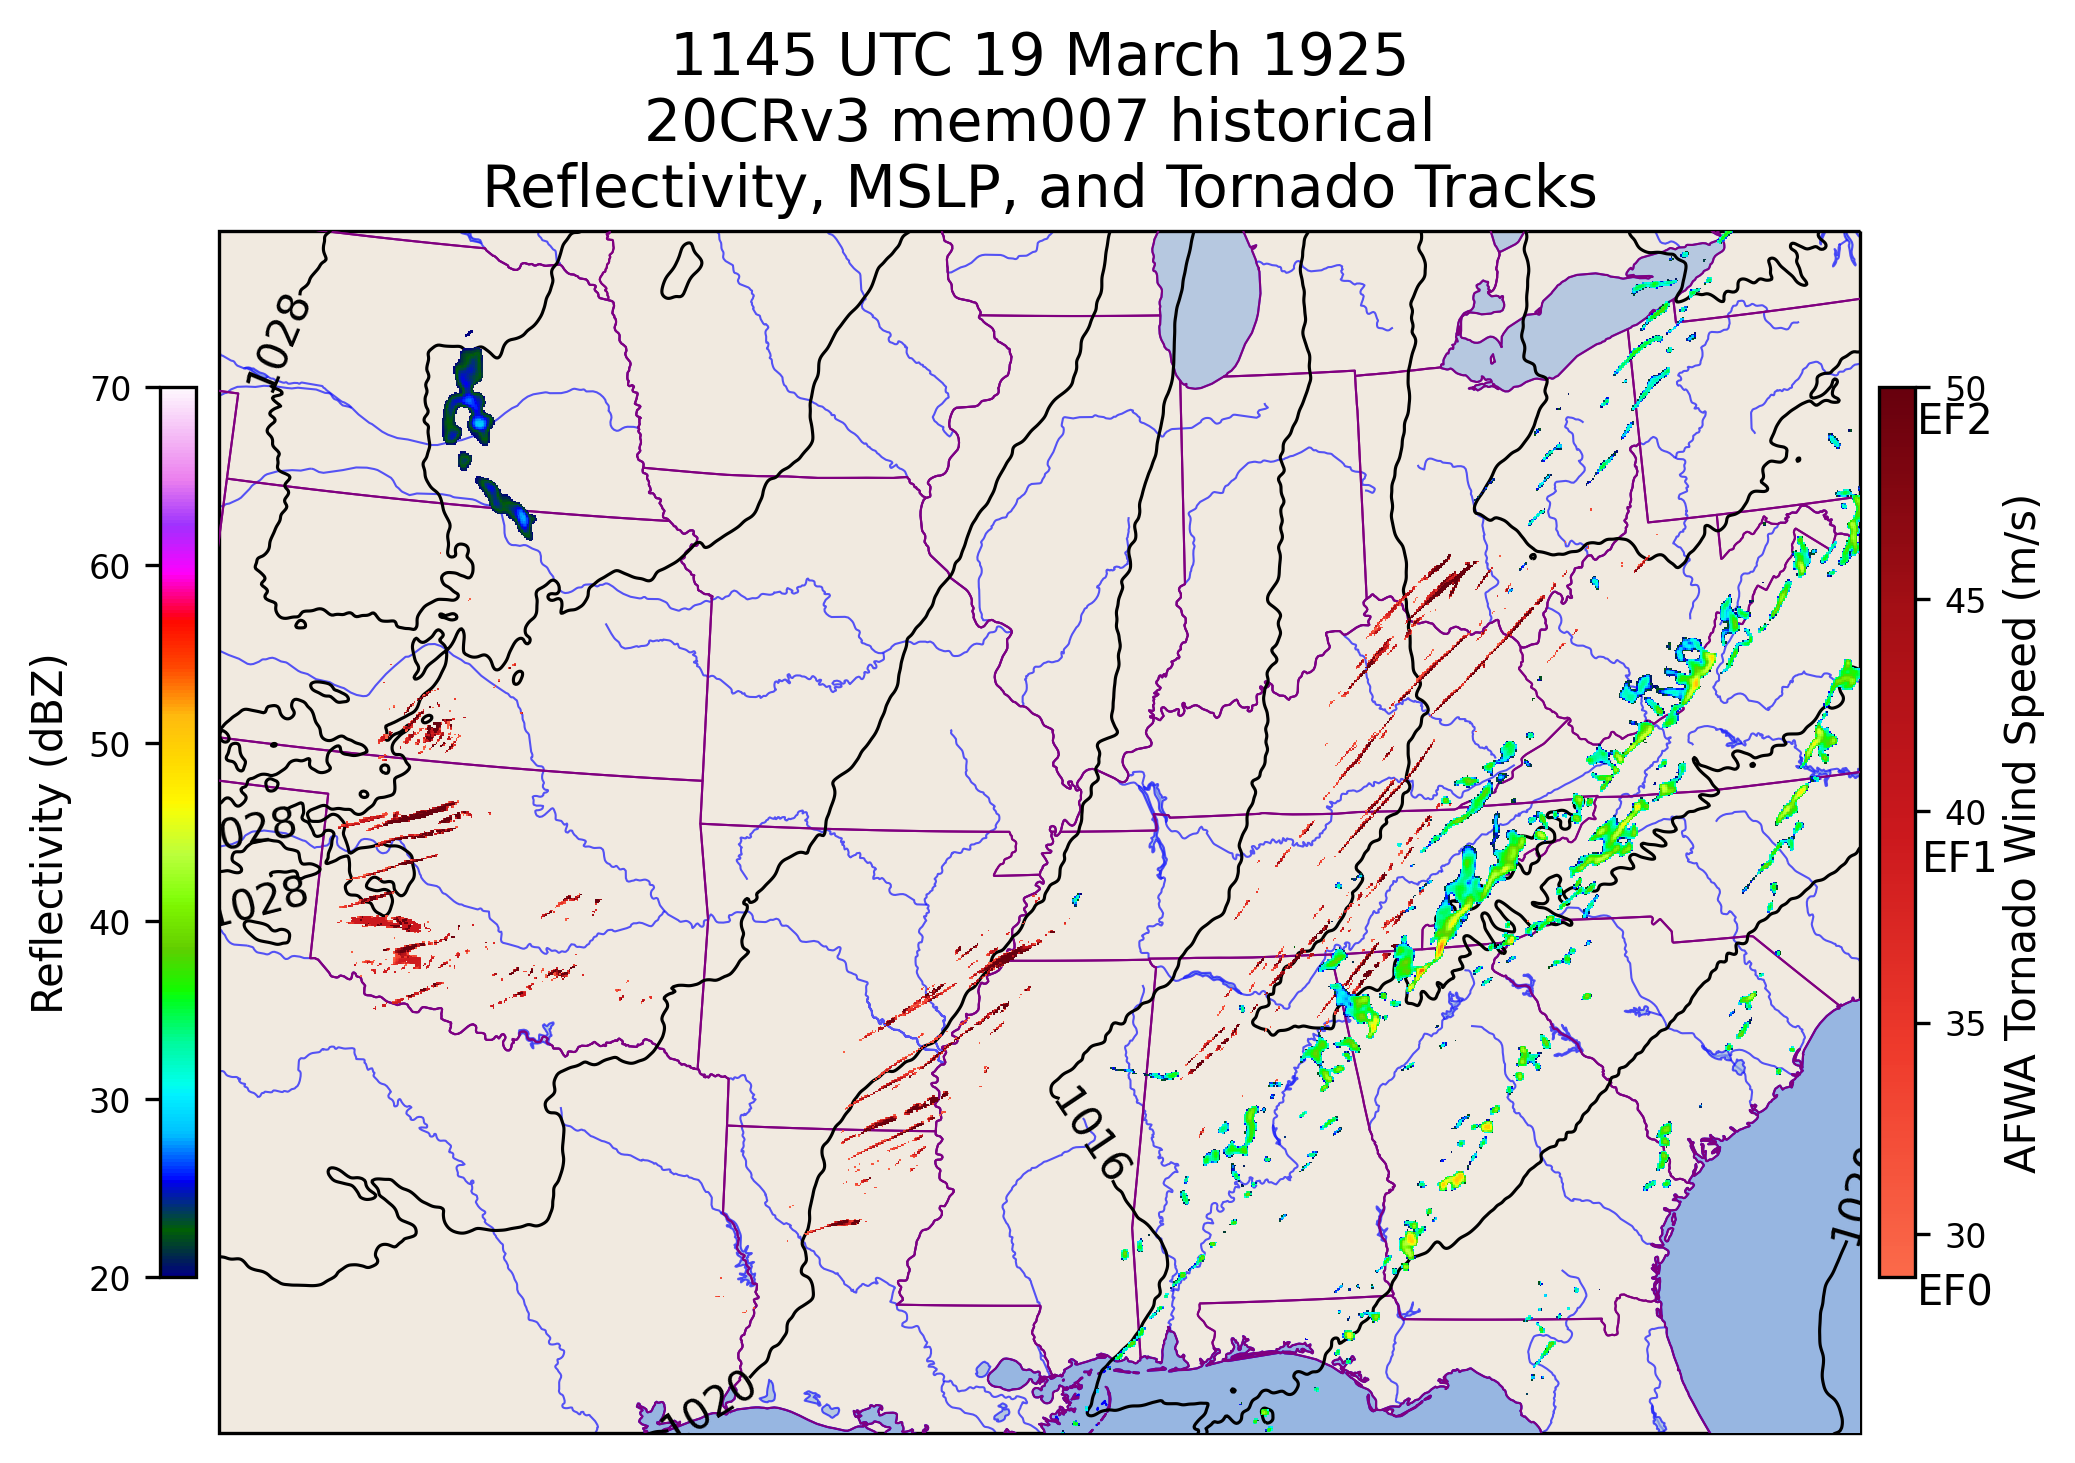 1145 UTC 19 March 1925
20CRv3 mem007 historical
Reflectivity, MSLP, and Tornado Tracks
Reflectivity (dBZ)
70
60
50
40
30
20
1028
1028
1028
1016
1020
1020
50
EF2
45
40
EF1
35
30
EF0
AFWA Tornado Wind Speed (m/s)